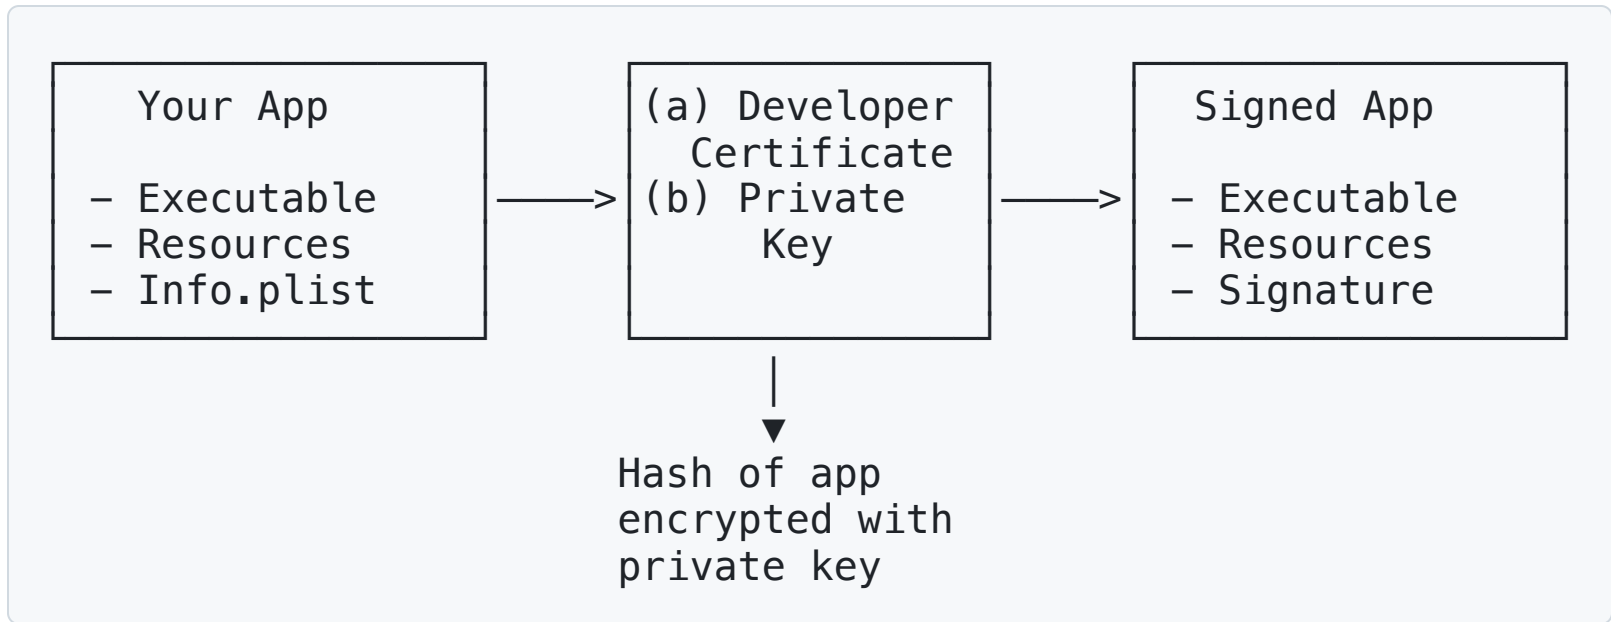 Your App
– Executable
– Resources
– Info.plist
(a) Developer
Certificate
(b) Private
Key
Signed App
– Executable
– Resources
– Signature
Hash of app
encrypted with
private key